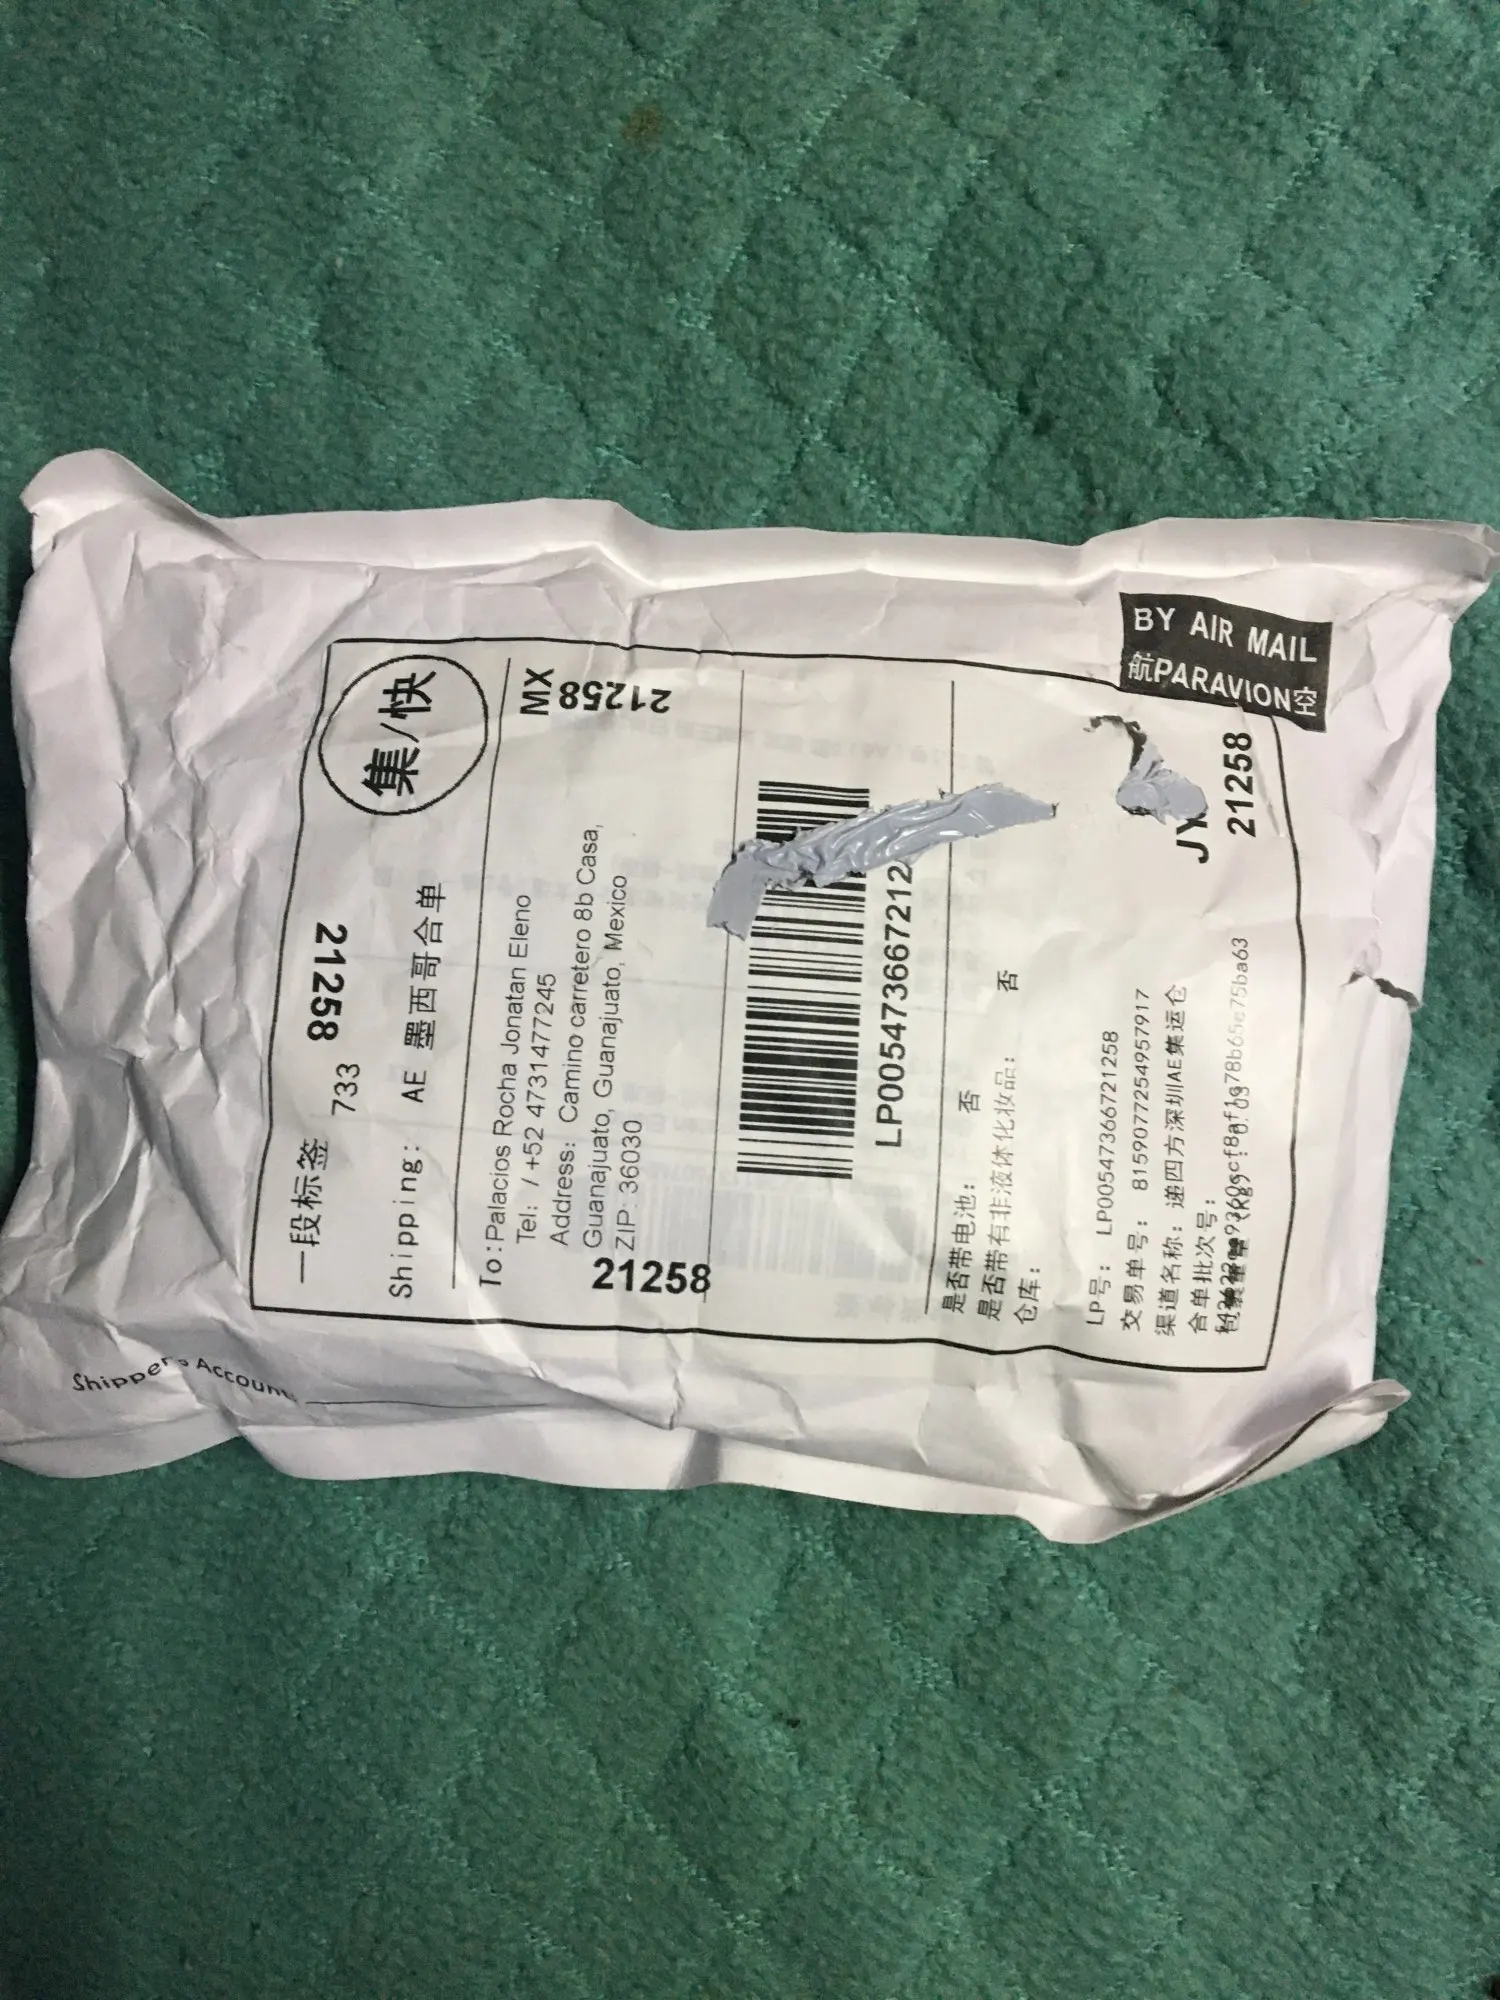 BY AIR MAIL
航PARAVION空
集/快
一段标签 733 21258
Shipping: AE 墨西哥合单
To:Palacios Rocha Jonatan Eleno
MX
Tel: / +52 4731477245
21258
Address: Camino carretero 8b Casa,
Guanajuato, Guanajuato, Guanajuato, Mexico
ZIP: 36030
21258
21258
LP005473667212
是否带电池: 否
是否带有非液体化妆品: 否
仓库:
LP号: LP00547366721258
交易单号: 8159077254957917
渠道名称: 递四方深圳AE集运仓
合单批次号:
JY
21258
Shipper's Account